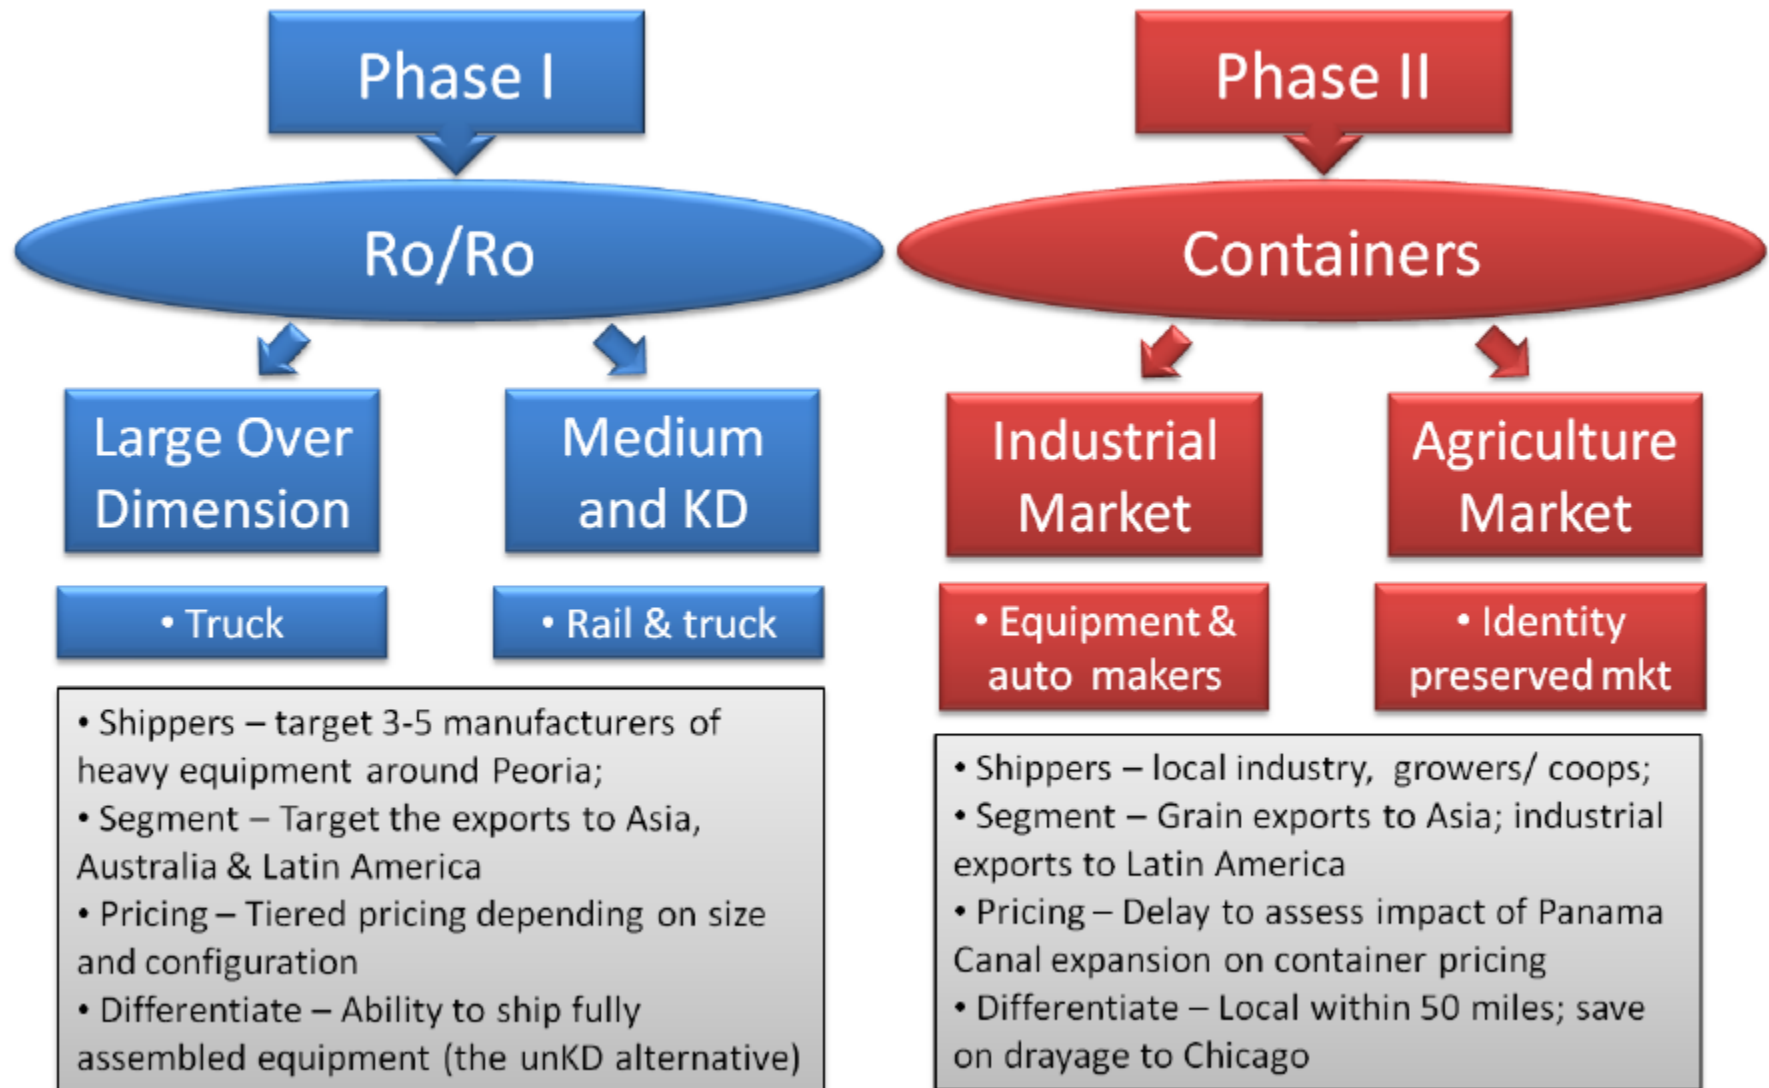 Phase I
Ro/Ro
Large Over
Dimension
Medium
and KD
• Truck
• Rail & truck
• Shippers – target 3-5 manufacturers of
heavy equipment around Peoria;
• Segment – Target the exports to Asia,
Australia & Latin America
• Pricing – Tiered pricing depending on size
and configuration
• Differentiate – Ability to ship fully
assembled equipment (the unKD alternative)
Phase II
Containers
Industrial
Market
Agriculture
Market
• Equipment &
auto makers
• Identity
preserved mkt
• Shippers – local industry, growers/ coops;
• Segment – Grain exports to Asia; industrial
exports to Latin America
• Pricing – Delay to assess impact of Panama
Canal expansion on container pricing
• Differentiate – Local within 50 miles; save
on drayage to Chicago